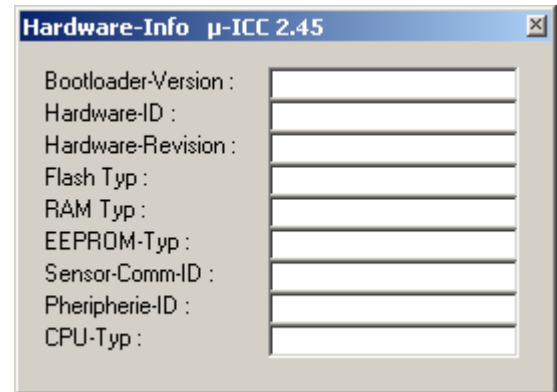 Hardware-Info μ-ICC 2.45
Bootloader-Version :
Hardware-ID :
Hardware-Revision :
Flash Typ :
RAM Typ :
EEPROM-Typ :
Sensor-Comm-ID :
Pheripherie-ID :
CPU-Typ :